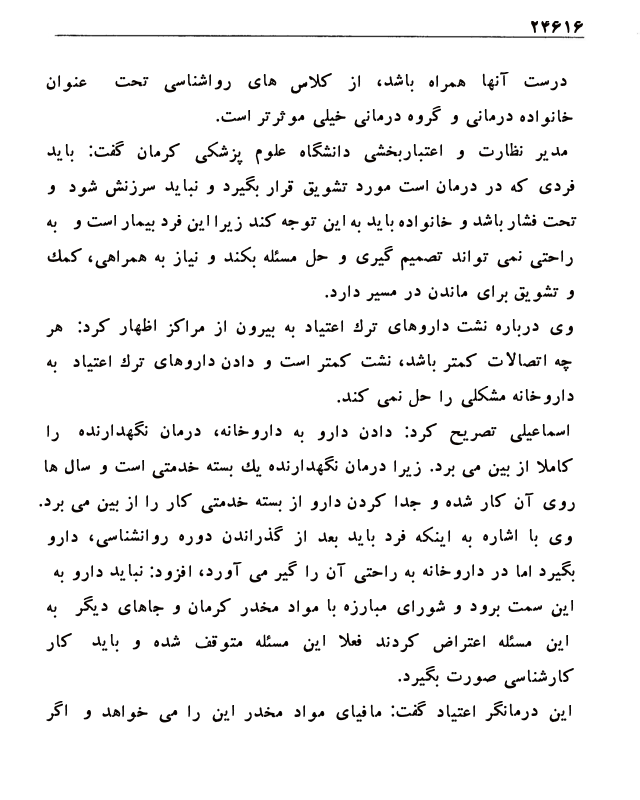 ۲۴۶۱۶
درست آنها همراه باشد، از کلاس های رواشناسی تحت عنوان
خانواده درمانی و گروه درمانی خیلی موثرتر است.
مدیر نظارت و اعتباربخشی دانشگاه علوم پزشکی کرمان گفت: باید
فردی که در درمان است مورد تشویق قرار بگیرد و نباید سرزنش شود و
تحت فشار باشد و خانواده باید به این توجه کند زیرا این فرد بیمار است و به
راحتی نمی تواند تصمیم گیری و حل مسئله بکند و نیاز به همراهی، کمك
و تشویق برای ماندن در مسیر دارد.
وی درباره نشت داروهای ترك اعتیاد به بیرون از مراکز اظهار کرد: هر
چه اتصالات کمتر باشد، نشت کمتر است و دادن داروهای ترك اعتیاد به
داروخانه مشکلی را حل نمی کند.
اسماعیلی تصریح کرد: دادن دارو به داروخانه، درمان نگهدارنده را
کاملا از بین می برد. زیرا درمان نگهدارنده يك بسته خدمتی است و سال ها
روی آن کار شده و جدا کردن دارو از بسته خدمتی کار را از بین می برد.
وی با اشاره به اینکه فرد باید بعد از گذراندن دوره روانشناسی، دارو
بگیرد اما در داروخانه به راحتی آن را گیر می آورد، افزود: نباید دارو به
این سمت برود و شورای مبارزه با مواد مخدر کرمان و جاهای دیگر به
این مسئله اعتراض کردند فعلا این مسئله متوقف شده و باید کار
کارشناسی صورت بگیرد.
این درمانگر اعتیاد گفت: مافیای مواد مخدر این را می خواهد و اگر